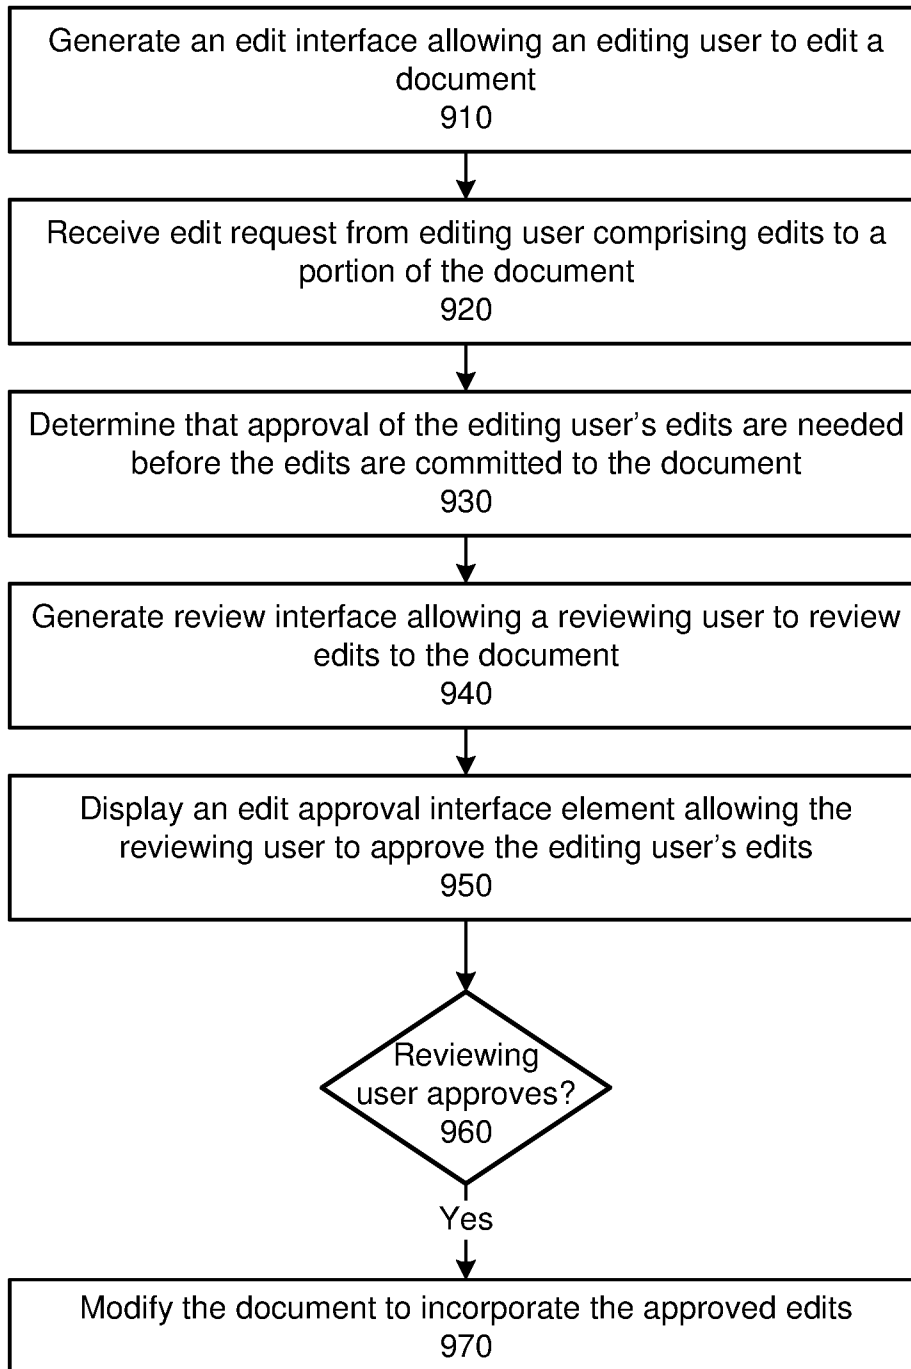 Generate an edit interface allowing an editing user to edit a
document
910
Receive edit request from editing user comprising edits to a
portion of the document
920
Determine that approval of the editing user's edits are needed
before the edits are committed to the document
930
Generate review interface allowing a reviewing user to review
edits to the document
940
Display an edit approval interface element allowing the
reviewing user to approve the editing user's edits
950
Reviewing
user approves?
960
Yes
Modify the document to incorporate the approved edits
970